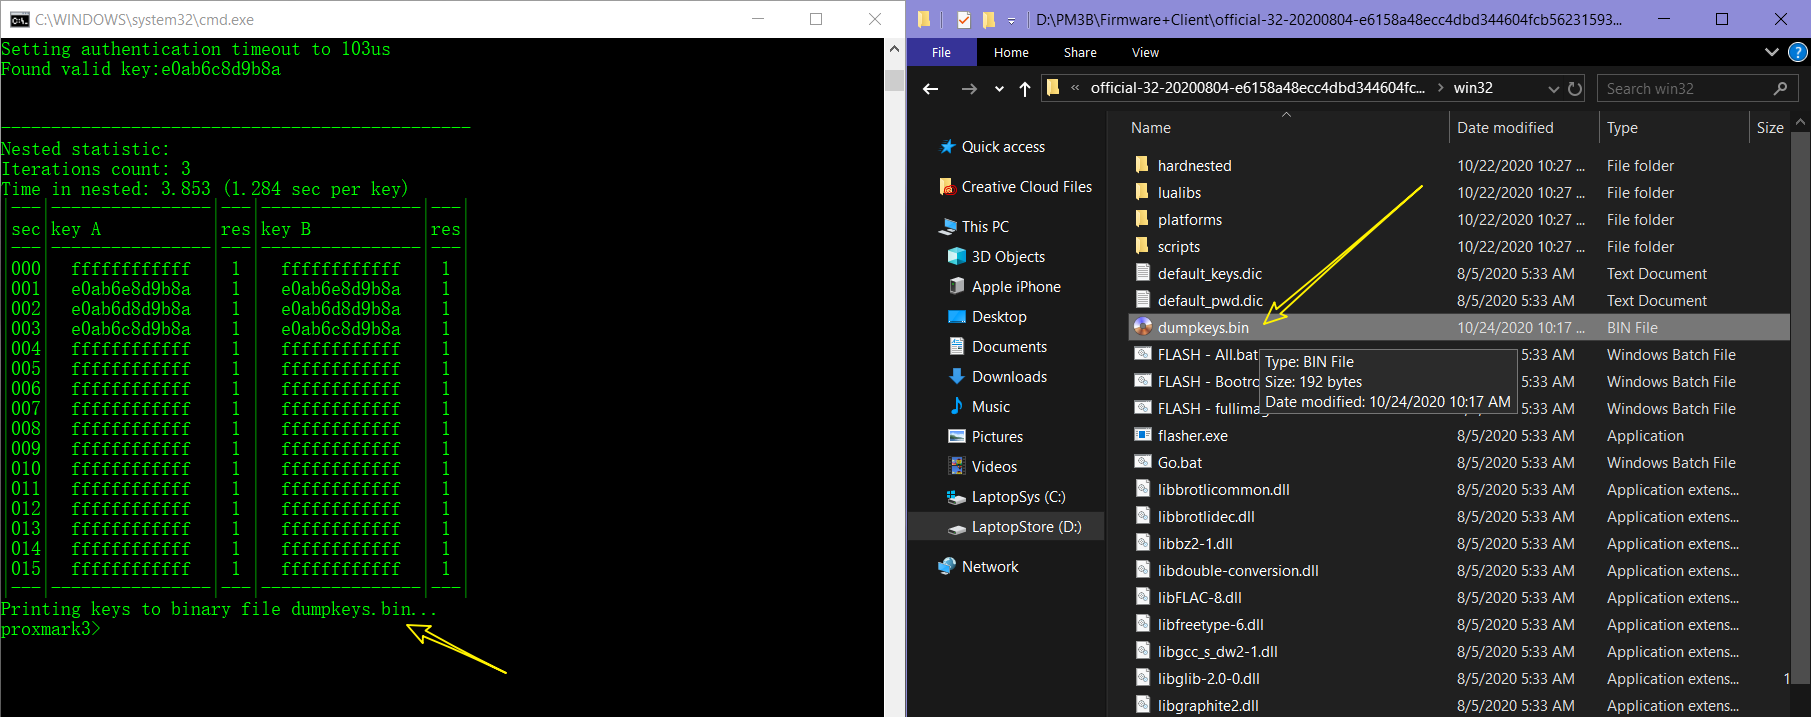 C:\WINDOWS\system32\cmd.exe
Setting authentication timeout to 103us
Found valid key:e0ab6c8d9b8a
-----------------------------------------------
Nested statistic:
Iterations count: 3
Time in nested: 3.853 (1.284 sec per key)
|---|----------------|---|----------------|---|
|sec|key A           |res|key B           |res|
|---|----------------|---|----------------|---|
|000|  ffffffffffff  | 1 |  ffffffffffff  | 1 |
|001|  e0ab6e8d9b8a  | 1 |  e0ab6e8d9b8a  | 1 |
|002|  e0ab6d8d9b8a  | 1 |  e0ab6d8d9b8a  | 1 |
|003|  e0ab6c8d9b8a  | 1 |  e0ab6c8d9b8a  | 1 |
|004|  ffffffffffff  | 1 |  ffffffffffff  | 1 |
|005|  ffffffffffff  | 1 |  ffffffffffff  | 1 |
|006|  ffffffffffff  | 1 |  ffffffffffff  | 1 |
|007|  ffffffffffff  | 1 |  ffffffffffff  | 1 |
|008|  ffffffffffff  | 1 |  ffffffffffff  | 1 |
|009|  ffffffffffff  | 1 |  ffffffffffff  | 1 |
|010|  ffffffffffff  | 1 |  ffffffffffff  | 1 |
|011|  ffffffffffff  | 1 |  ffffffffffff  | 1 |
|012|  ffffffffffff  | 1 |  ffffffffffff  | 1 |
|013|  ffffffffffff  | 1 |  ffffffffffff  | 1 |
|014|  ffffffffffff  | 1 |  ffffffffffff  | 1 |
|015|  ffffffffffff  | 1 |  ffffffffffff  | 1 |
|---|----------------|---|----------------|---|
Printing keys to binary file dumpkeys.bin...
proxmark3>
D:\PM3B\Firmware+Client\official-32-20200804-e6158a48ecc4dbd344604fcb56231593...
File Home Share View
« official-32-20200804-e6158a48ecc4dbd344604fc... > win32
Search win32
Quick access
Creative Cloud Files
This PC
3D Objects
Apple iPhone
Desktop
Documents
Downloads
Music
Pictures
Videos
LaptopSys (C:)
LaptopStore (D:)
Network
Name Date modified Type Size
hardnested 10/22/2020 10:27 ... File folder
lualibs 10/22/2020 10:27 ... File folder
platforms 10/22/2020 10:27 ... File folder
scripts 10/22/2020 10:27 ... File folder
default_keys.dic 8/5/2020 5:33 AM Text Document
default_pwd.dic 8/5/2020 5:33 AM Text Document
dumpkeys.bin 10/24/2020 10:17 ... BIN File
FLASH - All.bat 5:33 AM Windows Batch File
FLASH - Bootro 5:33 AM Windows Batch File
FLASH - fullimag 5:33 AM Windows Batch File
Type: BIN File
Size: 192 bytes
Date modified: 10/24/2020 10:17 AM
flasher.exe 8/5/2020 5:33 AM Application
Go.bat 8/5/2020 5:33 AM Windows Batch File
libbrotlicommon.dll 8/5/2020 5:33 AM Application extens...
libbrotlidec.dll 8/5/2020 5:33 AM Application extens...
libbz2-1.dll 8/5/2020 5:33 AM Application extens...
libdouble-conversion.dll 8/5/2020 5:33 AM Application extens...
libFLAC-8.dll 8/5/2020 5:33 AM Application extens...
libfreetype-6.dll 8/5/2020 5:33 AM Application extens...
libgcc_s_dw2-1.dll 8/5/2020 5:33 AM Application extens...
libglib-2.0-0.dll 8/5/2020 5:33 AM Application extens... 1
libgraphite2.dll 8/5/2020 5:33 AM Application extens...